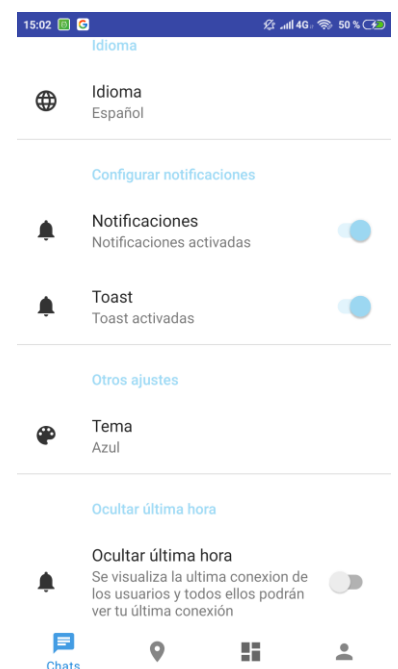 15:02 G 4G 50 %
Idioma
Idioma
Español
Configurar notificaciones
Notificaciones
Notificaciones activadas
Toast
Toast activadas
Otros ajustes
Tema
Azul
Ocultar última hora
Ocultar última hora
Se visualiza la ultima conexion de
los usuarios y todos ellos podrán
ver tu última conexión
Chats